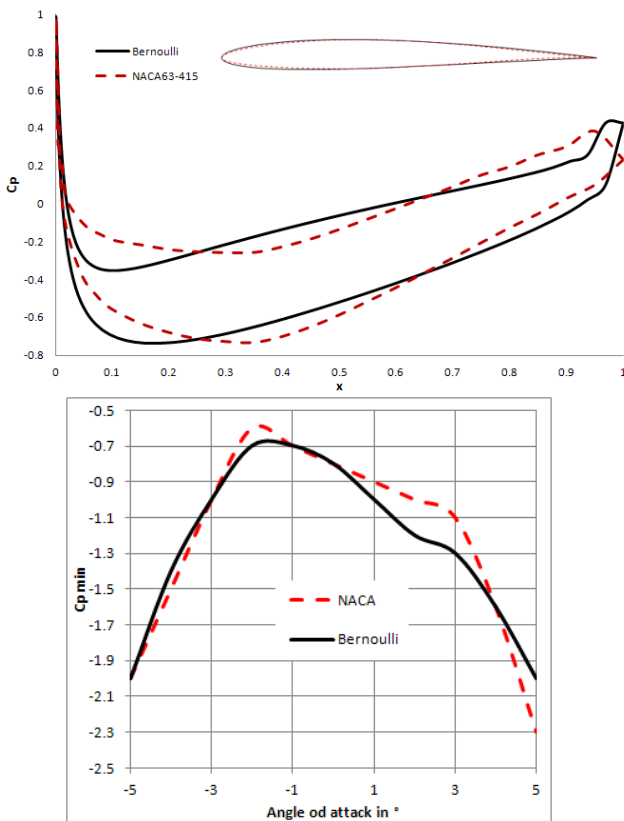 1
0.8
0.6
0.4
0.2
0
-0.2
-0.4
-0.6
-0.8
Cp
Bernoulli
NACA63-415
0 0.1 0.2 0.3 0.4 0.5 0.6 0.7 0.8 0.9 1
x
-0.5
-0.7
-0.9
-1.1
-1.3
-1.5
-1.7
-1.9
-2.1
-2.3
-2.5
Cp min
NACA
Bernoulli
-5 -3 -1 1 3 5
Angle od attack in °